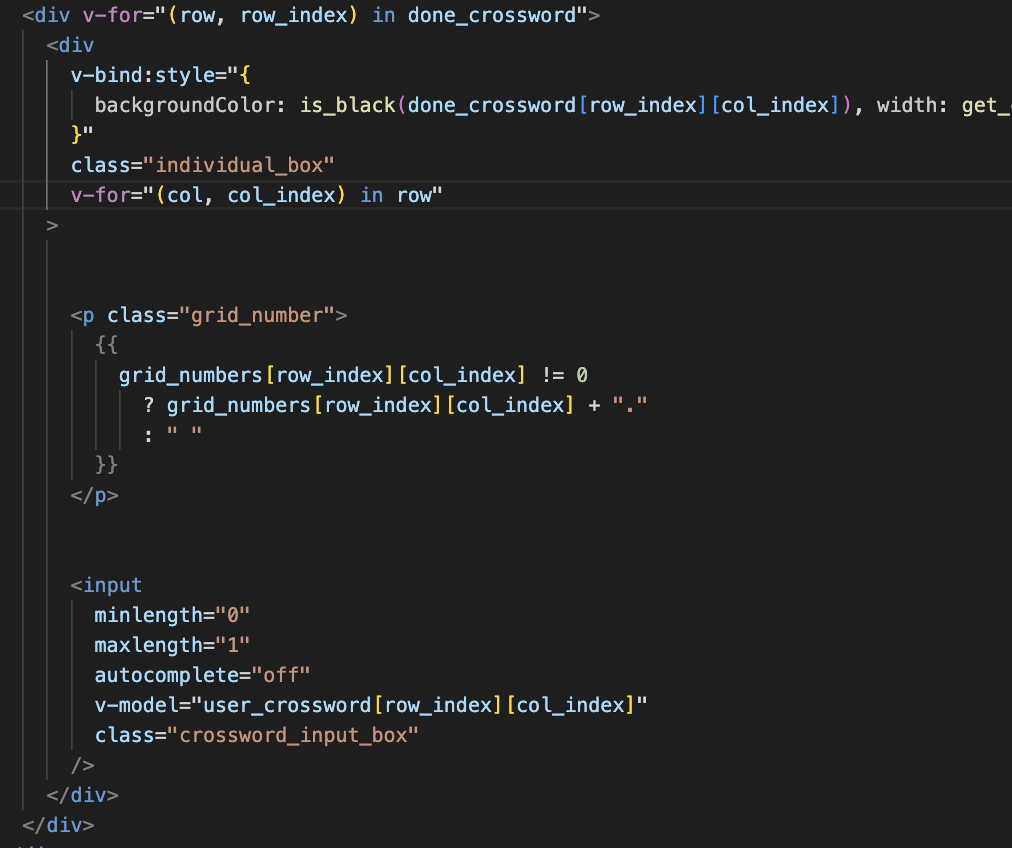 <div v-for="(row, row_index) in done_crossword">
<div
v-bind:style="{
backgroundColor: is_black(done_crossword[row_index][col_index]), width: get_
}"
class="individual_box"
v-for="(col, col_index) in row"
>
<p class="grid_number">
{{
grid_numbers[row_index][col_index] != 0
? grid_numbers[row_index][col_index] + "."
: " "
}}
</p>
<input
minlength="0"
maxlength="1"
autocomplete="off"
v-model="user_crossword[row_index][col_index]"
class="crossword_input_box"
/>
</div>
</div>